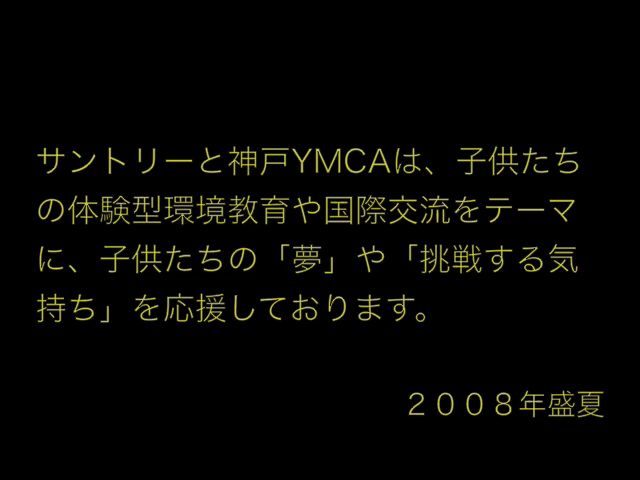 サントリーと神戸YMCAは、子供たち
の体験型環境教育や国際交流をテーマ
に、子供たちの「夢」や「挑戦する気
持ち」を応援しております。
２００８年盛夏